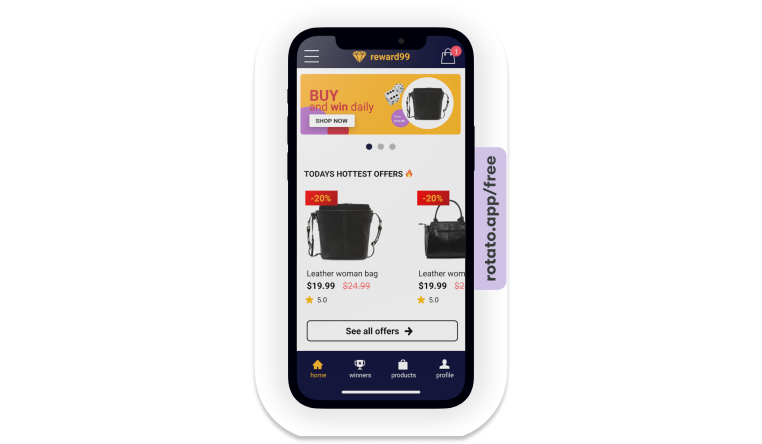 reward99
1
BUY
and win daily
SHOP NOW
TODAYS HOTTEST OFFERS 🔥
-20%
-20%
Leather woman bag
Leather wom
$19.99 $24.99
$19.99 $2
5.0
5.0
See all offers →
home
winners
products
profile
rotato.app/free